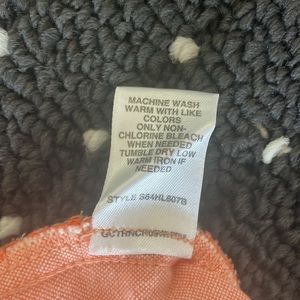 MACHINE WASH
WARM WITH LIKE
COLORS
ONLY NON-
CHLORINE BLEACH
WHEN NEEDED
TUMBLE DRY LOW
WARM IRON IF
NEEDED
STYLE S64HL607B